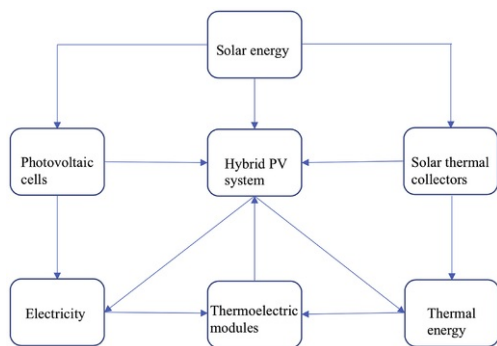 Solar energy
Photovoltaic
cells
Hybrid PV
system
Solar thermal
collectors
Electricity
Thermoelectric
modules
Thermal
energy